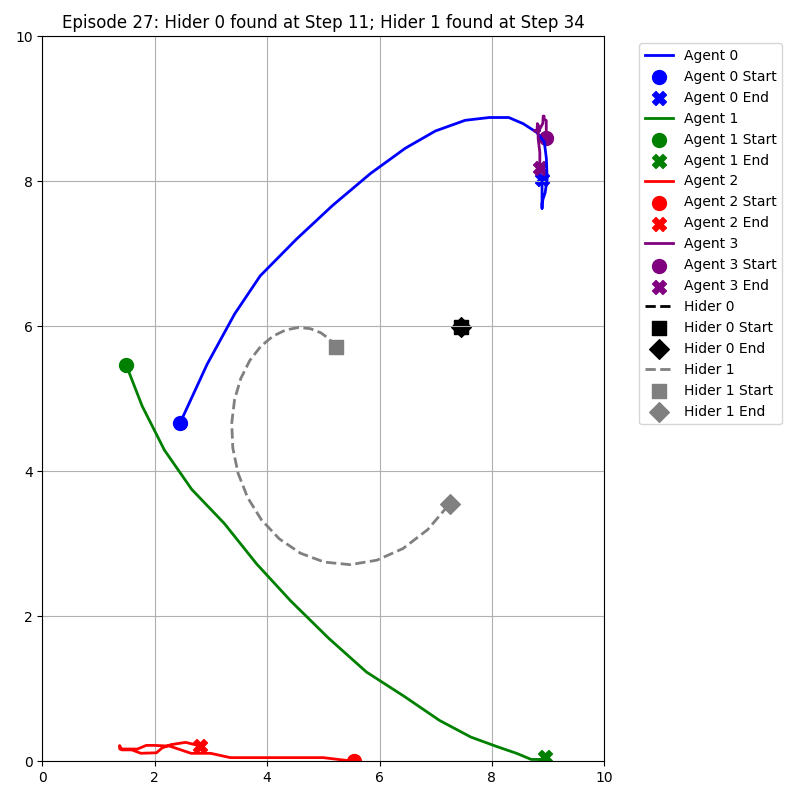 Episode 27: Hider 0 found at Step 11; Hider 1 found at Step 34
10
8
6
4
2
0
0 2 4 6 8 10
Agent 0
Agent 0 Start
Agent 0 End
Agent 1
Agent 1 Start
Agent 1 End
Agent 2
Agent 2 Start
Agent 2 End
Agent 3
Agent 3 Start
Agent 3 End
Hider 0
Hider 0 Start
Hider 0 End
Hider 1
Hider 1 Start
Hider 1 End